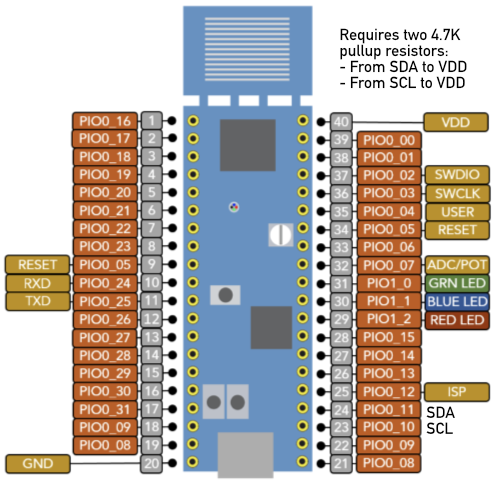 Requires two 4.7K
pullup resistors:
- From SDA to VDD
- From SCL to VDD
PIO0_16 1
PIO0_17 2
PIO0_18 3
PIO0_19 4
PIO0_20 5
PIO0_21 6
PIO0_22 7
PIO0_23 8
RESET PIO0_05 9
RXD PIO0_24 10
TXD PIO0_25 11
PIO0_26 12
PIO0_27 13
PIO0_28 14
PIO0_29 15
PIO0_30 16
PIO0_31 17
PIO0_09 18
PIO0_08 19
GND 20
40 VDD
39 PIO0_00
38 PIO0_01
37 PIO0_02 SWDIO
36 PIO0_03 SWCLK
35 PIO0_04 USER
34 PIO0_05 RESET
33 PIO0_06
32 PIO0_07 ADC/POT
31 PIO1_0 GRN LED
30 PIO1_1 BLUE LED
29 PIO1_2 RED LED
28 PIO0_15
27 PIO0_14
26 PIO0_13
25 PIO0_12 ISP
24 PIO0_11 SDA
23 PIO0_10 SCL
22 PIO0_09
21 PIO0_08